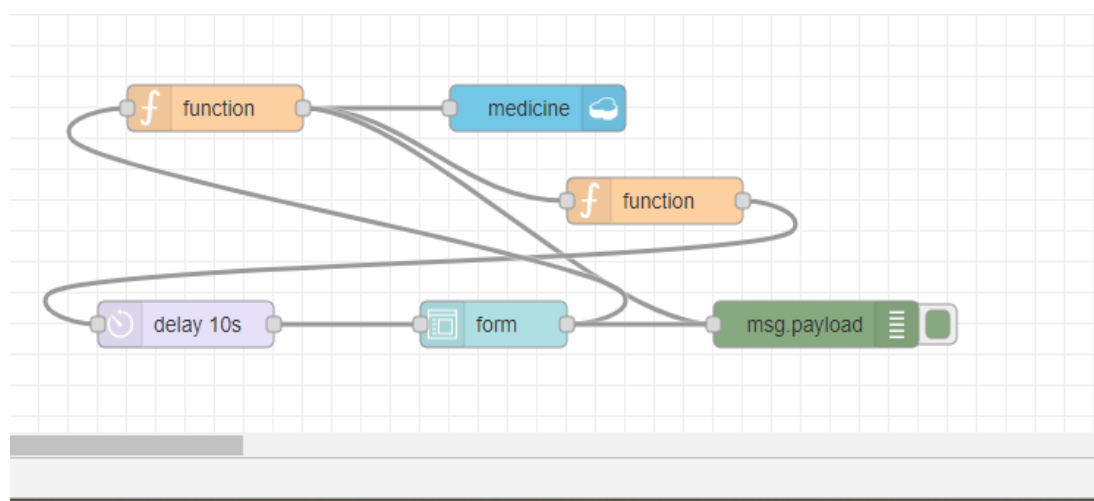 function
medicine
function
delay 10s
form
msg.payload